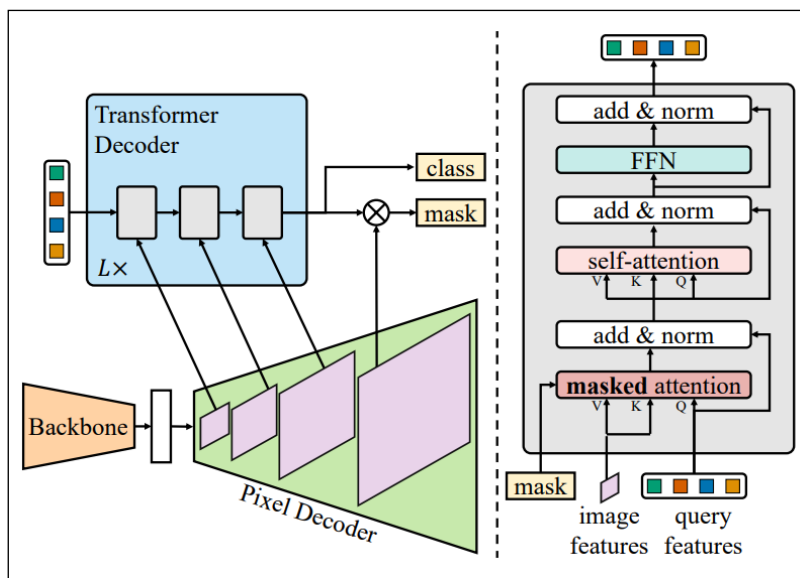 Transformer
Decoder
L×
class
mask
Backbone
Pixel Decoder
add & norm
FFN
add & norm
self-attention
V K Q
add & norm
masked attention
V K Q
mask
image
features
query
features